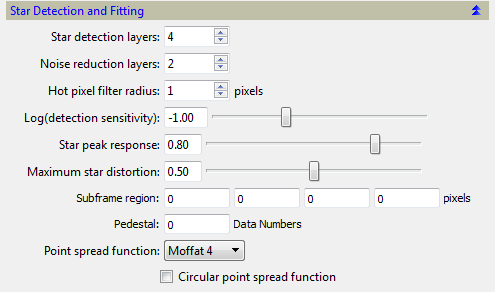 Star Detection and Fitting
Star detection layers: 4
Noise reduction layers: 2
Hot pixel filter radius: 1 pixels
Log(detection sensitivity): -1.00
Star peak response: 0.80
Maximum star distortion: 0.50
Subframe region: 0 0 0 0 pixels
Pedestal: 0 Data Numbers
Point spread function: Moffat 4
Circular point spread function